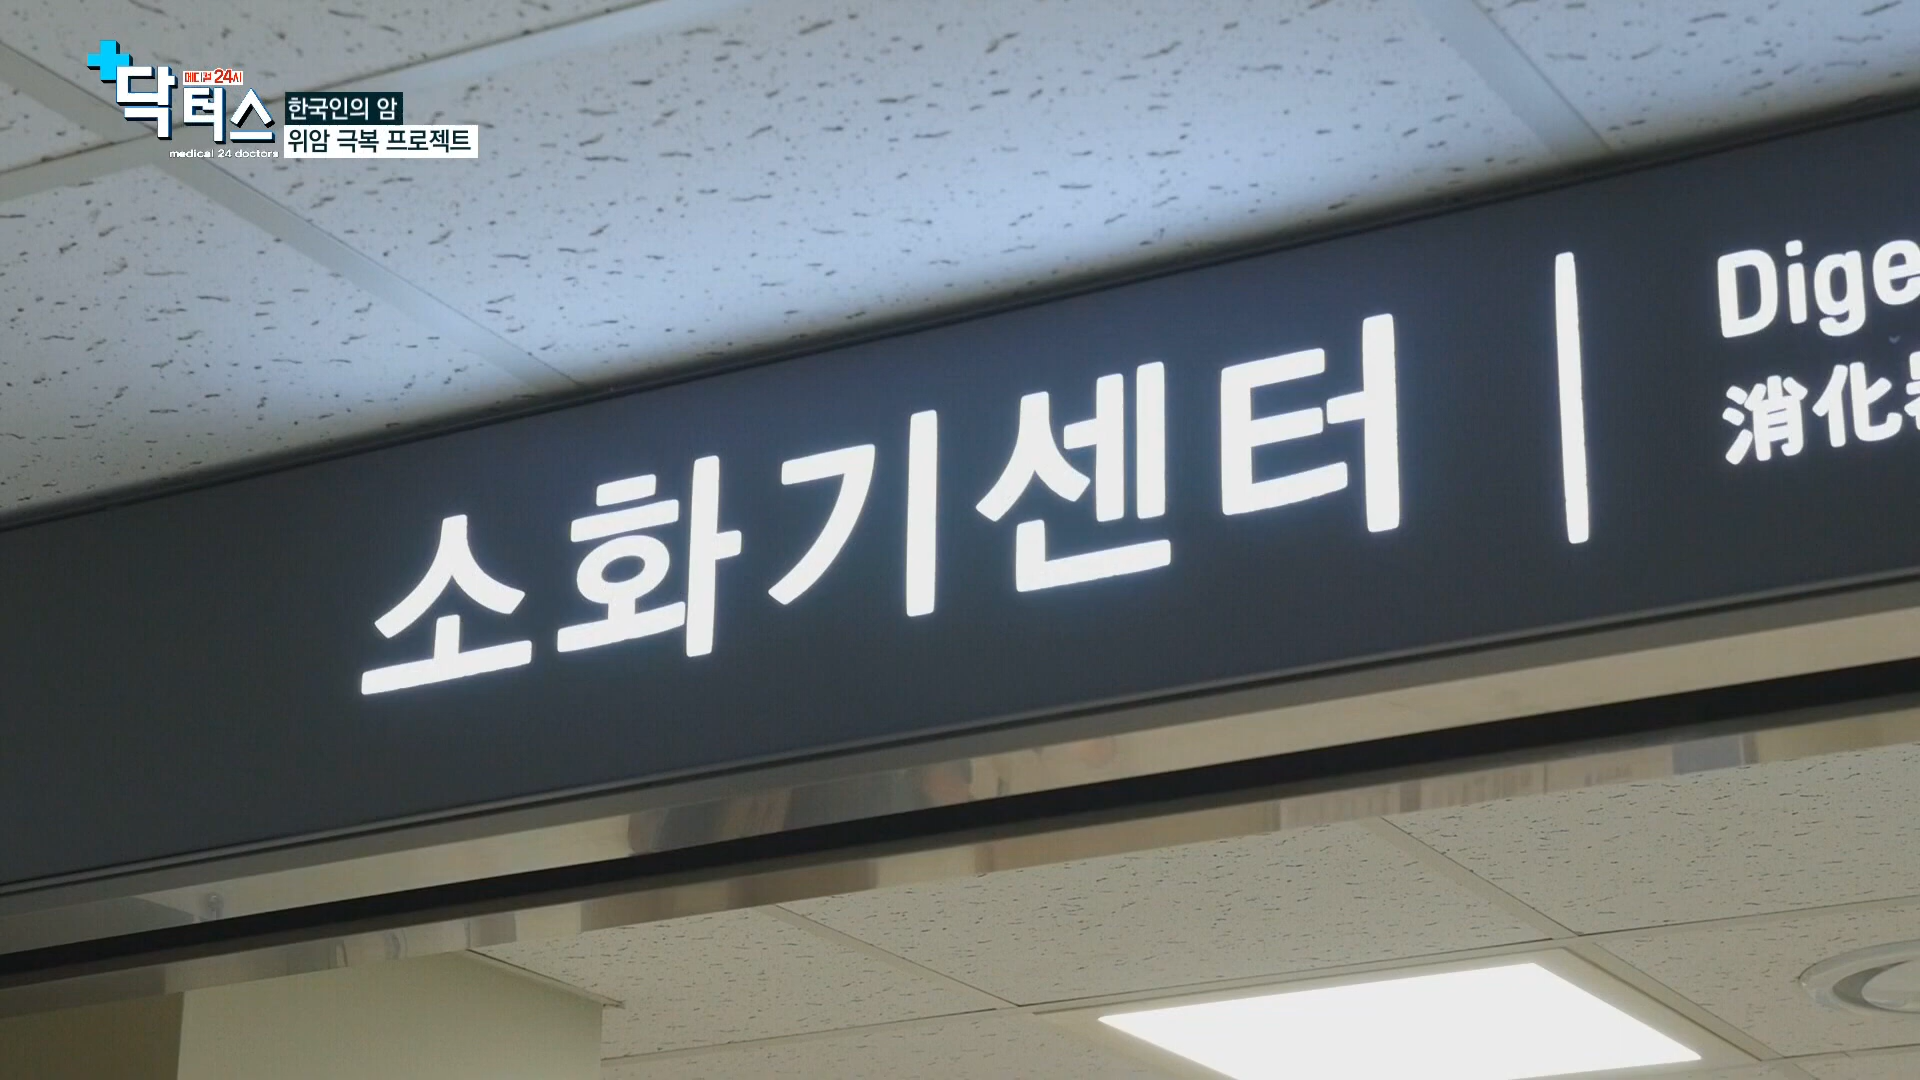 메디컬 24시
닥터스
medical 24 doctors
한국인의 암
위암 극복 프로젝트
소화기센터
Dige
消化